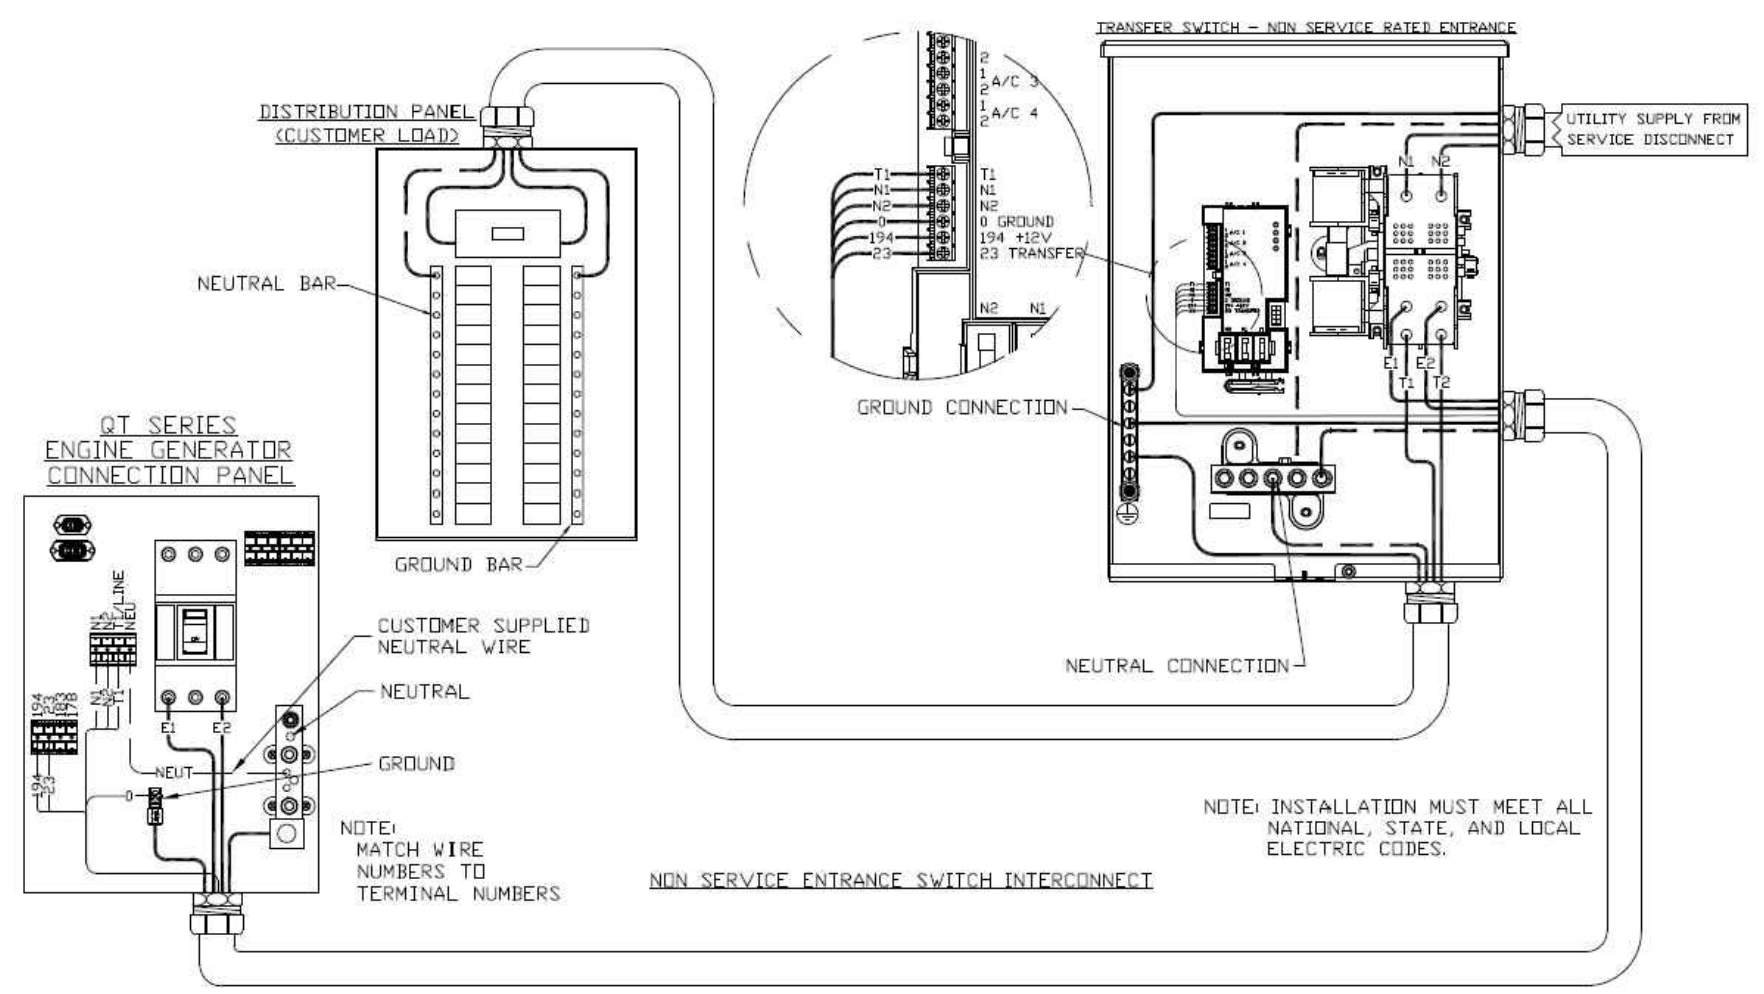 TRANSFER SWITCH - NON SERVICE RATED ENTRANCE
DISTRIBUTION PANEL
(CUSTOMER LOAD)
2
1
2
A/C 3
1
2
A/C 4
T1 T1
N1 N1
N2 N2
0 0 GROUND
194 194 +12V
23 23 TRANSFER
N2 N1
UTILITY SUPPLY FROM
SERVICE DISCONNECT
N1 N2
A/C 1
A/C 2
A/C 3
A/C 4
E1 E2
T1 T2
NEUTRAL BAR
GROUND CONNECTION
QT SERIES
ENGINE GENERATOR
CONNECTION PANEL
GROUND BAR
N1
N2
T1/LINE
NEU
CUSTOMER SUPPLIED
NEUTRAL WIRE
NEUTRAL CONNECTION
NEUTRAL
194
23
183
178
N1
N2
T1
E1 E2
NEUT
GROUND
194
23
0
NOTE:
MATCH WIRE
NUMBERS TO
TERMINAL NUMBERS
NOTE: INSTALLATION MUST MEET ALL
NATIONAL, STATE, AND LOCAL
ELECTRIC CODES.
NON SERVICE ENTRANCE SWITCH INTERCONNECT